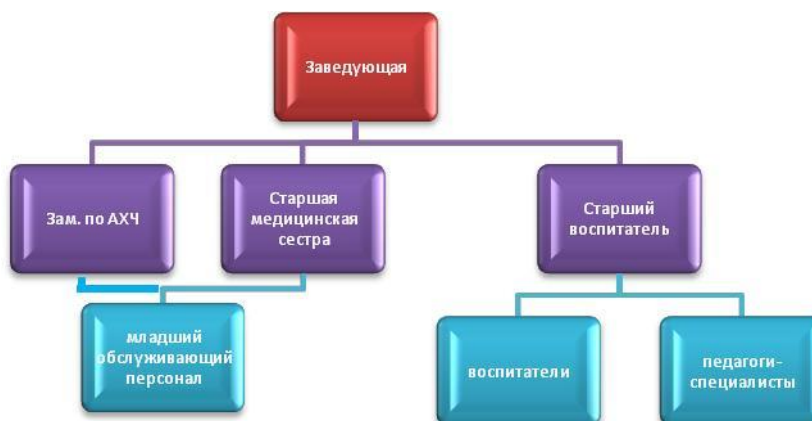 Заведующая
Зам. по АХЧ
Старшая
медицинская
сестра
Старший
воспитатель
младший
обслуживающий
персонал
воспитатели
педагоги-
специалисты